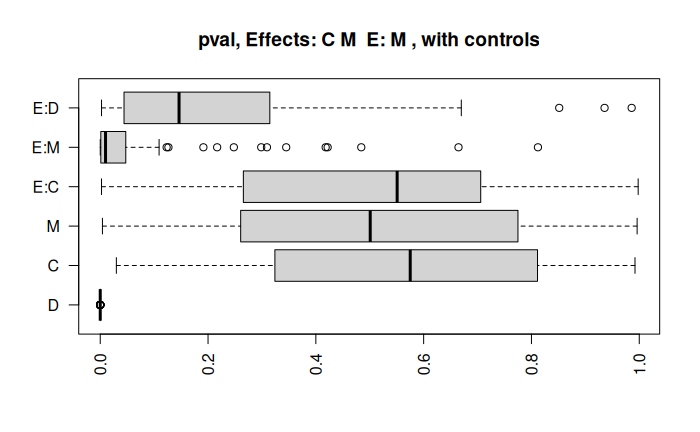 pval, Effects: C M  E: M , with controls
E:D
E:M
E:C
M
C
D
0.0
0.2
0.4
0.6
0.8
1.0